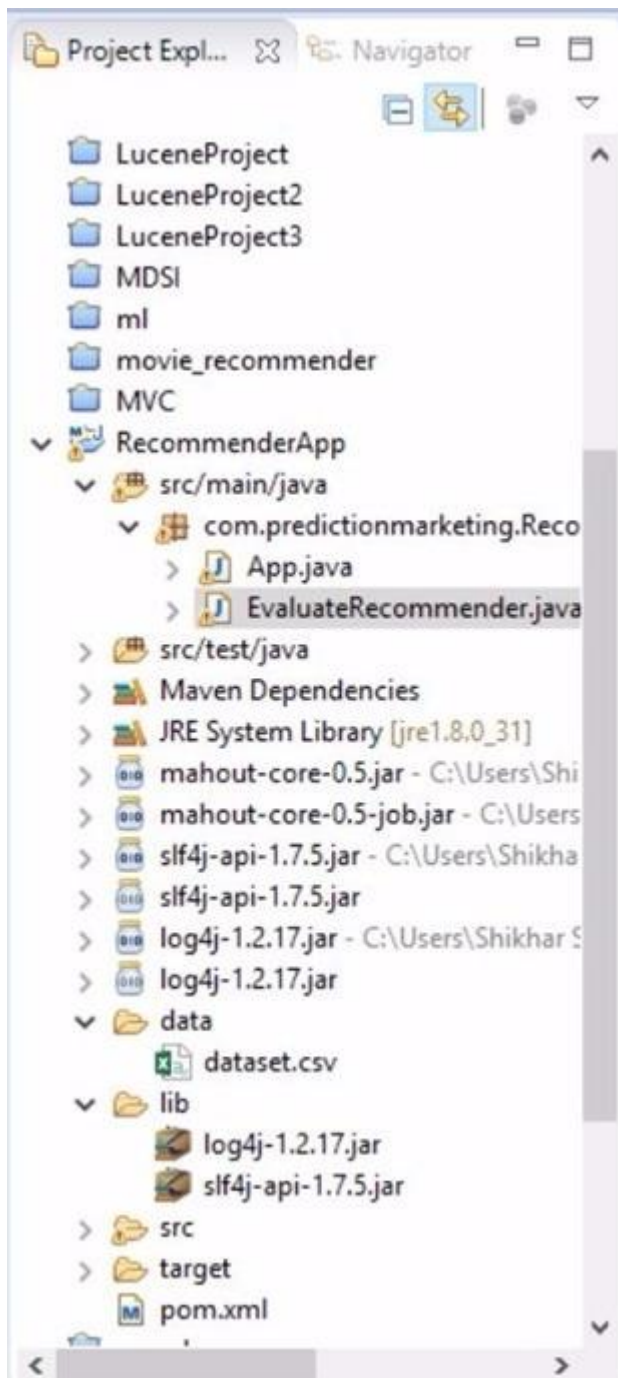 Project Expl... Navigator
LuceneProject
LuceneProject2
LuceneProject3
MDSI
ml
movie_recommender
MVC
RecommenderApp
src/main/java
com.predictionmarketing.Reco
App.java
EvaluateRecommender.java
src/test/java
Maven Dependencies
JRE System Library [jre1.8.0_31]
mahout-core-0.5.jar - C:\Users\Shi
mahout-core-0.5-job.jar - C:\Users
slf4j-api-1.7.5.jar - C:\Users\Shikha
slf4j-api-1.7.5.jar
log4j-1.2.17.jar - C:\Users\Shikhar S
log4j-1.2.17.jar
data
dataset.csv
lib
log4j-1.2.17.jar
slf4j-api-1.7.5.jar
src
target
pom.xml